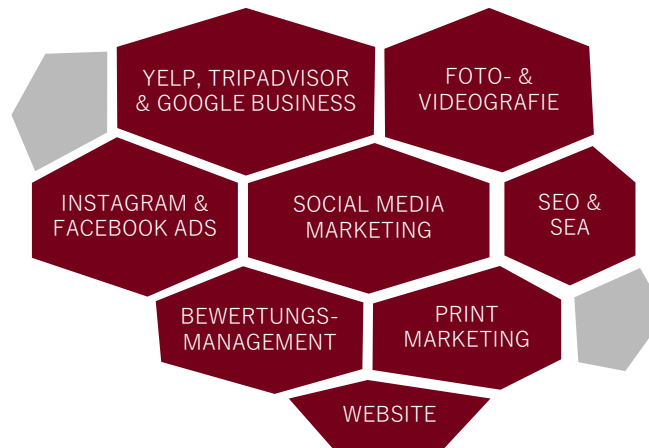 YELP, TRIPADVISOR
& GOOGLE BUSINESS
FOTO- &
VIDEOGRAFIE
INSTAGRAM &
FACEBOOK ADS
SOCIAL MEDIA
MARKETING
SEO &
SEA
BEWERTUNGS-
MANAGEMENT
PRINT
MARKETING
WEBSITE